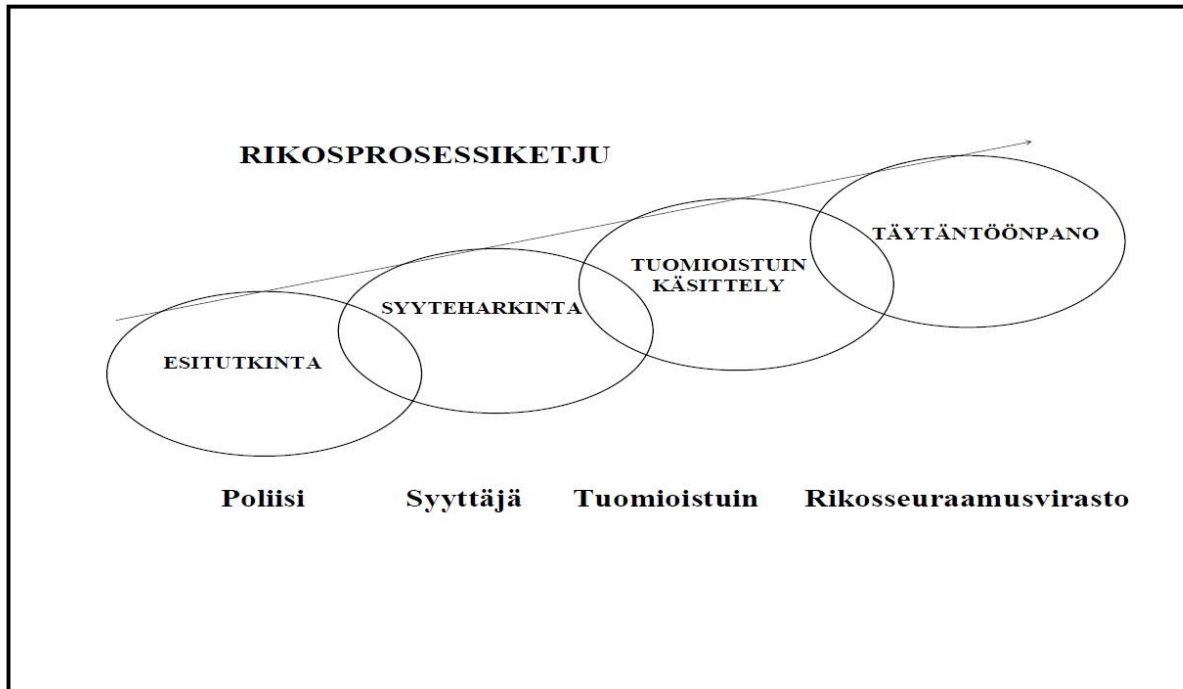 RIKOSPROSESSIKETJU
ESITUTKINTA
SYYTEHARKINTA
TUOMIOISTUIN
KÄSITTELY
TÄYTÄNTÖÖNPANO
Poliisi Syyttäjä Tuomioistuin Rikosseuraamusvirasto